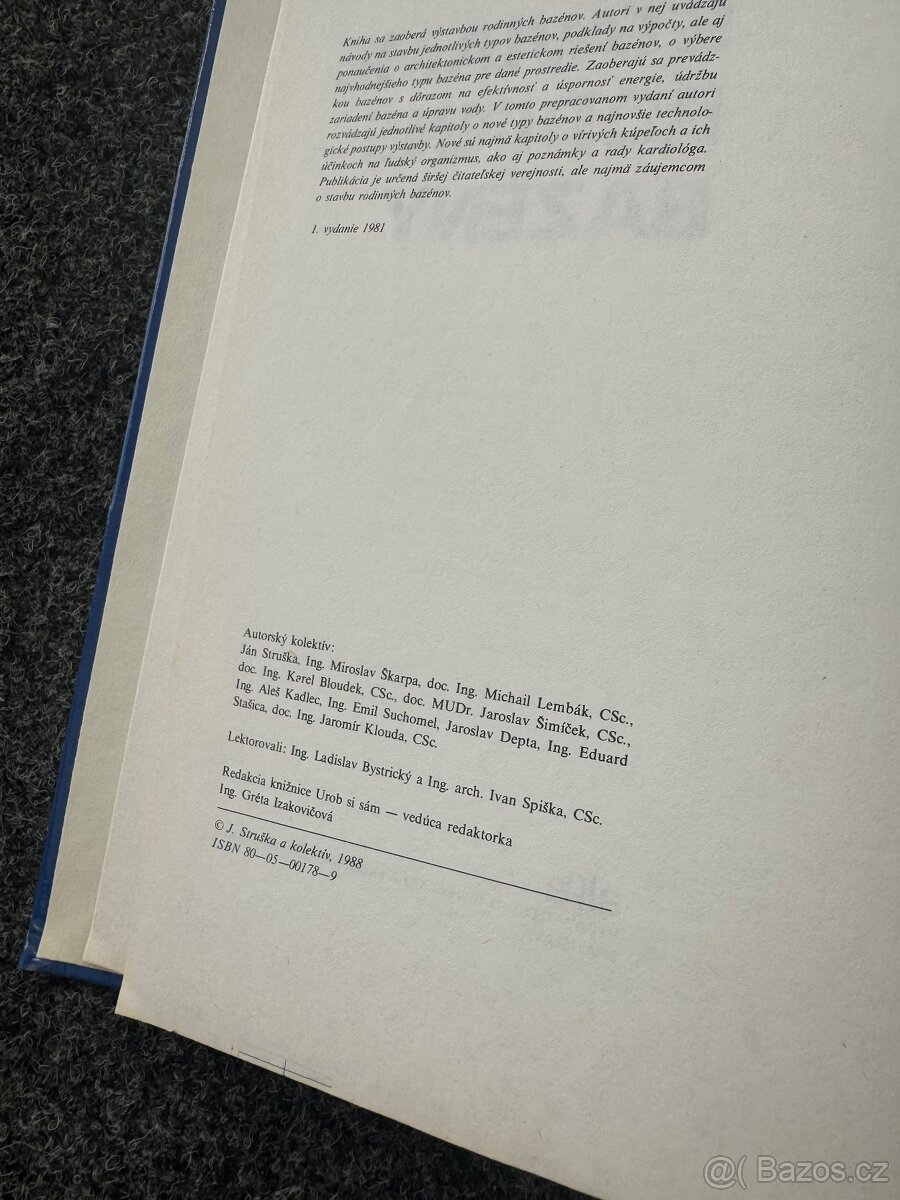 Kniha sa zaoberá výstavbou rodinných bazénov. Autori v nej uvádzajú
návody na stavbu jednotlivých typov bazénov, podklady na výpočty, ale aj
ponaučenia o architektonickom a estetickom riešení bazénov, o výbere
najvhodnejšieho typu bazéna pre dané prostredie. Zaoberajú sa prevádz-
kou bazénov s dôrazom na efektívnosť a úspornosť energie, údržbu
zariadení bazéna a úpravu vody. V tomto prepracovanom vydaní autori
rozvádzajú jednotlivé kapitoly o nové typy bazénov a najnovšie technolo-
gické postupy výstavby. Nové sú najmä kapitoly o vírivých kúpeľoch a ich
účinkoch na ľudský organizmus, ako aj poznámky a rady kardiológa.
Publikácia je určená širšej čitateľskej verejnosti, ale najmä záujemcom
o stavbu rodinných bazénov.
1. vydanie 1981
Autorský kolektív:
Ján Struška, Ing. Miroslav Škarpa, doc. Ing. Michail Lembák, CSc.,
doc. Ing. Karel Bloudek, CSc., doc. MUDr. Jaroslav Šimíček, CSc.,
Ing. Aleš Kadlec, Ing. Emil Suchomel, Jaroslav Depta, Ing. Eduard
Stašica, doc. Ing. Jaromír Klouda, CSc.
Lektorovali: Ing. Ladislav Bystrický a Ing. arch. Ivan Spiška, CSc.
Redakcia knižnice Urob si sám — vedúca redaktorka
Ing. Gréta Izakovičová
© J. Struška a kolektív, 1988
ISBN 80—05—00178—9
@( Bazos.cz